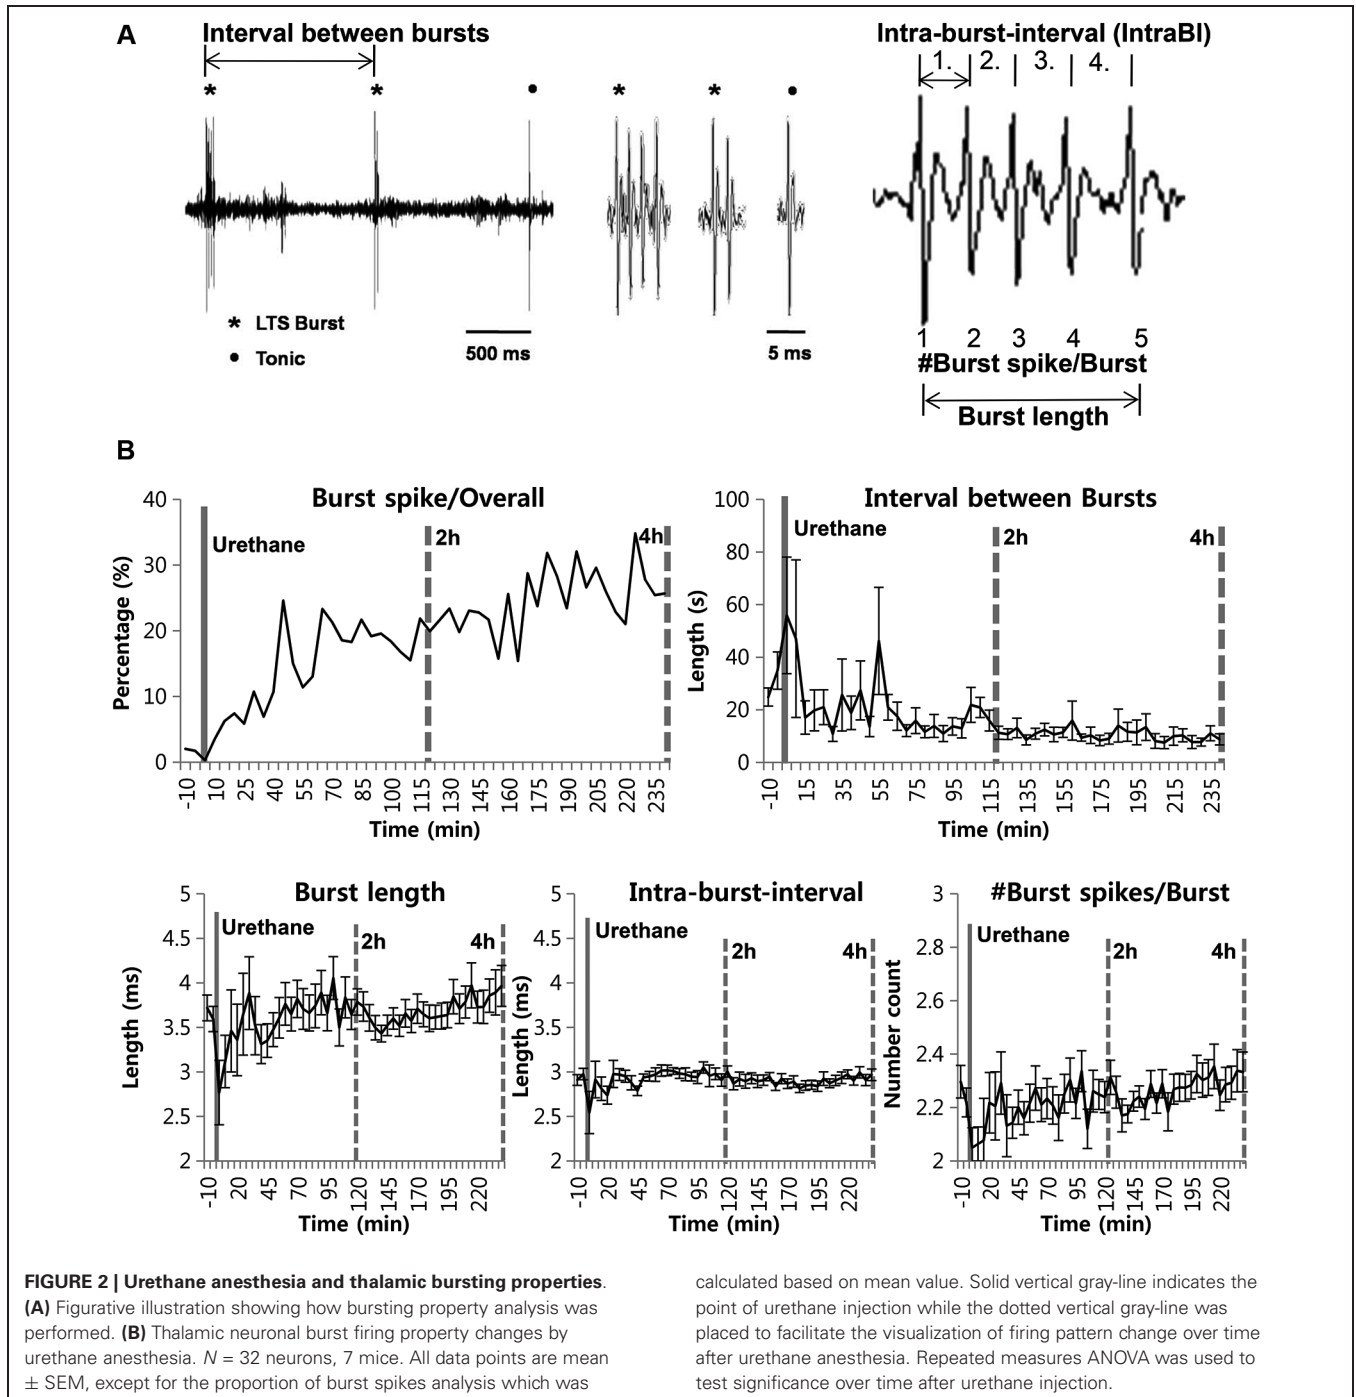 A
Interval between bursts
Intra-burst-interval (IntraBI)
1. 2. 3. 4.
* * • * * •
* LTS Burst
• Tonic
500 ms
5 ms
1 2 3 4 5
#Burst spike/Burst
Burst length
B
Burst spike/Overall
Percentage (%)
40
30
20
10
0
Urethane
2h
4h
-10 10 25 40 55 70 85 100 115 130 145 160 175 190 205 220 235
Time (min)
Interval between Bursts
Length (s)
100
80
60
40
20
0
Urethane
2h
4h
-10 15 35 55 75 95 115 135 155 175 195 215 235
Time (min)
Burst length
Length (ms)
5
4.5
4
3.5
3
2.5
2
Urethane
2h
4h
-10 20 45 70 95 120 145 170 195 220
Time (min)
Intra-burst-interval
Length (ms)
5
4.5
4
3.5
3
2.5
2
Urethane
2h
4h
-10 20 45 70 95 120 145 170 195 220
Time (min)
#Burst spikes/Burst
Number count
3
2.8
2.6
2.4
2.2
2
Urethane
2h
4h
-10 20 45 70 95 120 145 170 195 220
Time (min)
FIGURE 2 | Urethane anesthesia and thalamic bursting properties.
(A) Figurative illustration showing how bursting property analysis was
performed. (B) Thalamic neuronal burst firing property changes by
urethane anesthesia. N = 32 neurons, 7 mice. All data points are mean
± SEM, except for the proportion of burst spikes analysis which was
calculated based on mean value. Solid vertical gray-line indicates the
point of urethane injection while the dotted vertical gray-line was
placed to facilitate the visualization of firing pattern change over time
after urethane anesthesia. Repeated measures ANOVA was used to
test significance over time after urethane injection.